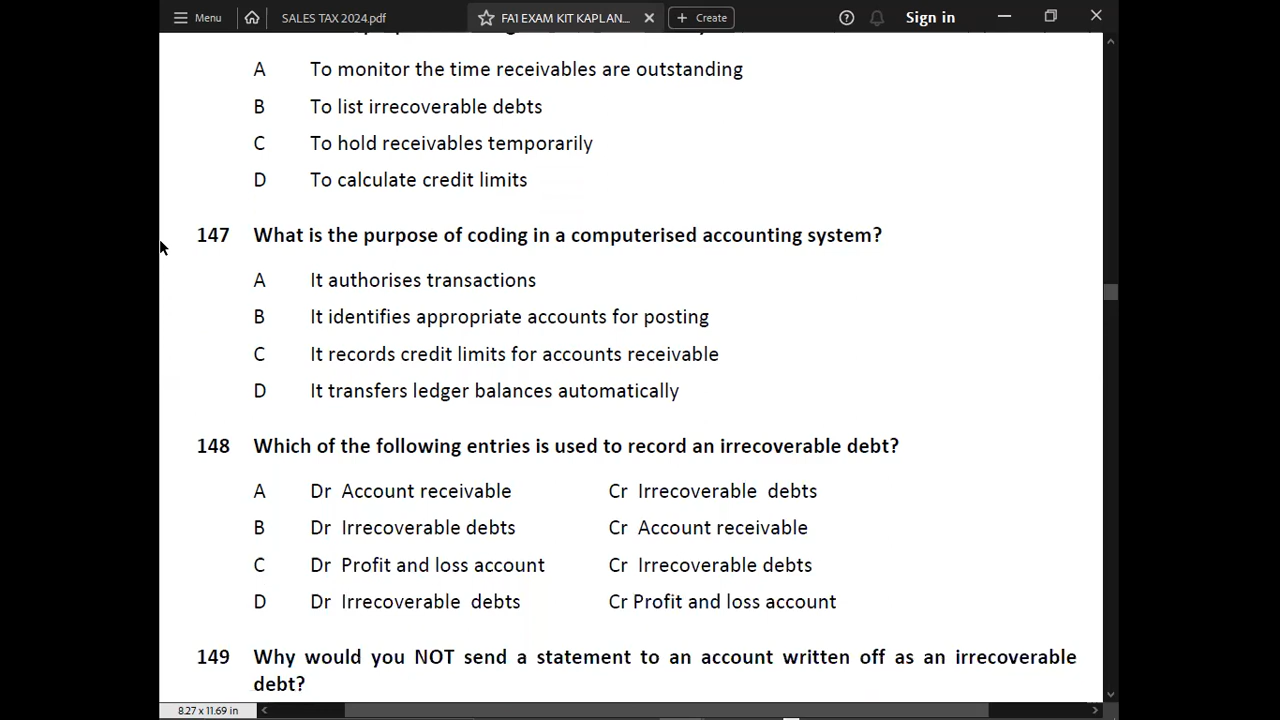 Menu SALES TAX 2024.pdf FA1 EXAM KIT KAPLAN... Create Sign in
A To monitor the time receivables are outstanding
B To list irrecoverable debts
C To hold receivables temporarily
D To calculate credit limits
147 What is the purpose of coding in a computerised accounting system?
A It authorises transactions
B It identifies appropriate accounts for posting
C It records credit limits for accounts receivable
D It transfers ledger balances automatically
148 Which of the following entries is used to record an irrecoverable debt?
A Dr Account receivable Cr Irrecoverable debts
B Dr Irrecoverable debts Cr Account receivable
C Dr Profit and loss account Cr Irrecoverable debts
D Dr Irrecoverable debts Cr Profit and loss account
149 Why would you NOT send a statement to an account written off as an irrecoverable
debt?
8.27 x 11.69 in